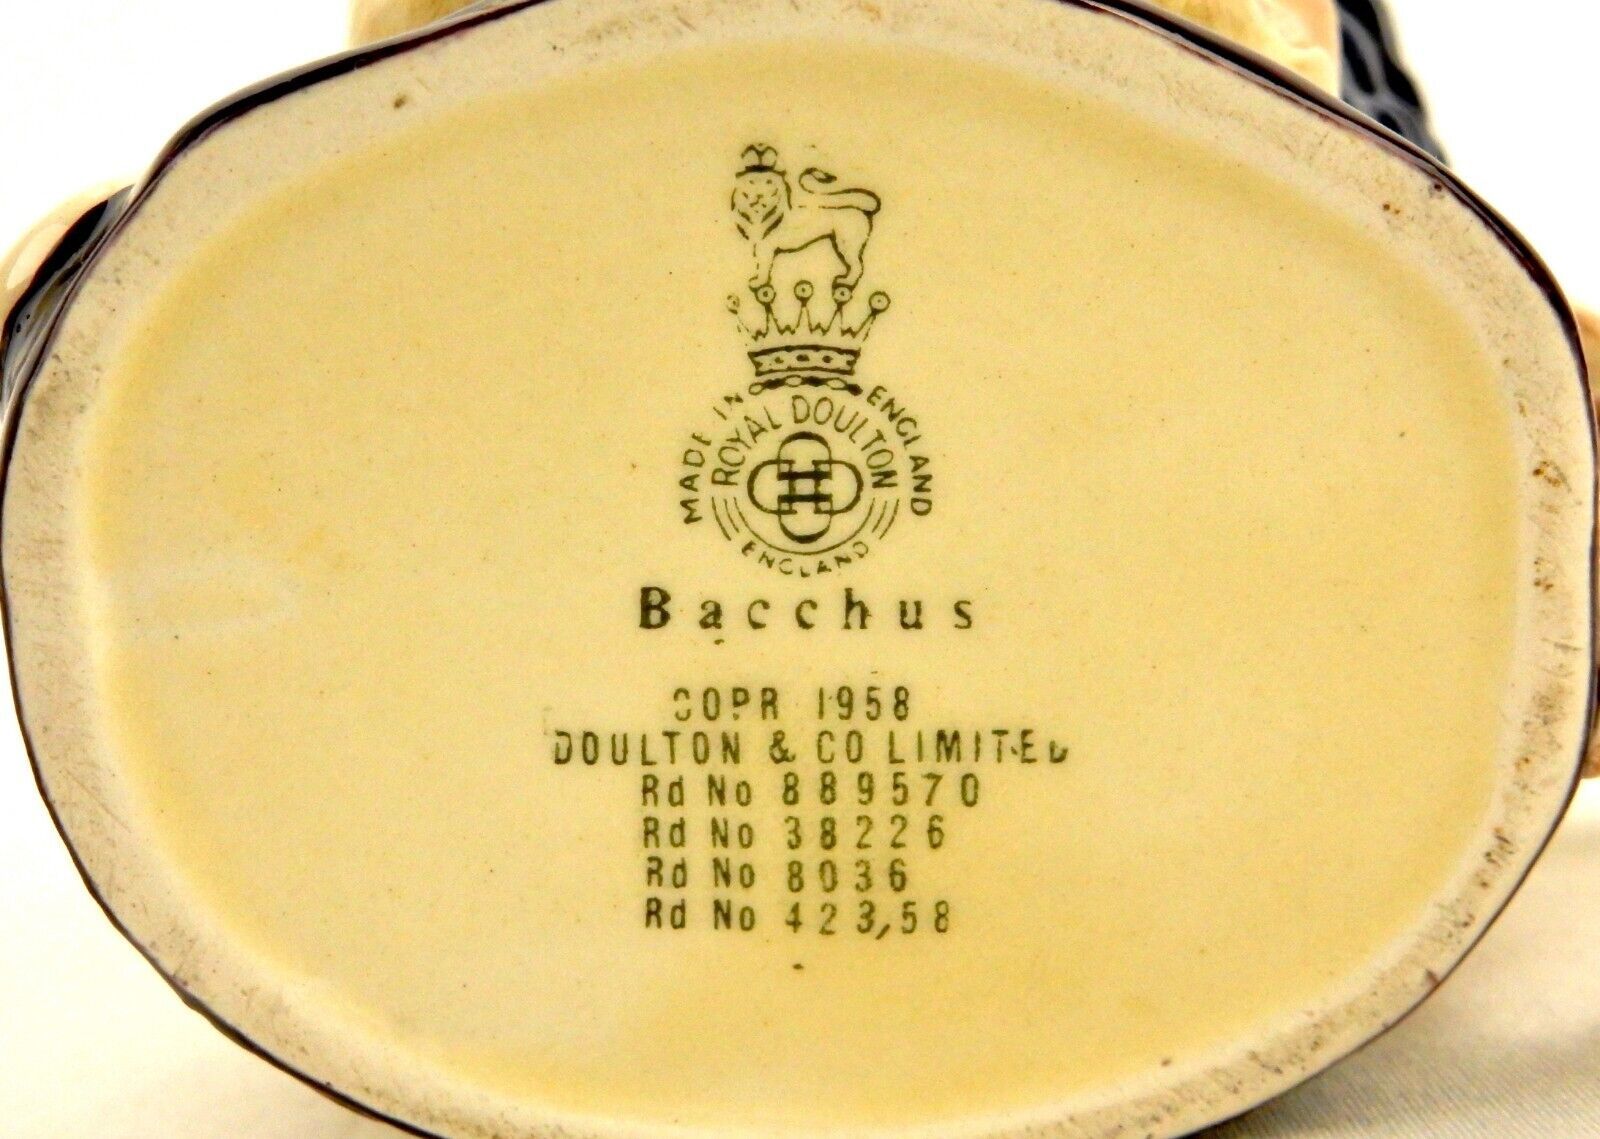 MADE IN ENGLAND
ROYAL DOULTON
ENGLAND
Bacchus
COPR 1958
DOULTON & CO LIMITED
Rd No 889570
Rd No 38226
Rd No 8036
Rd No 423,58